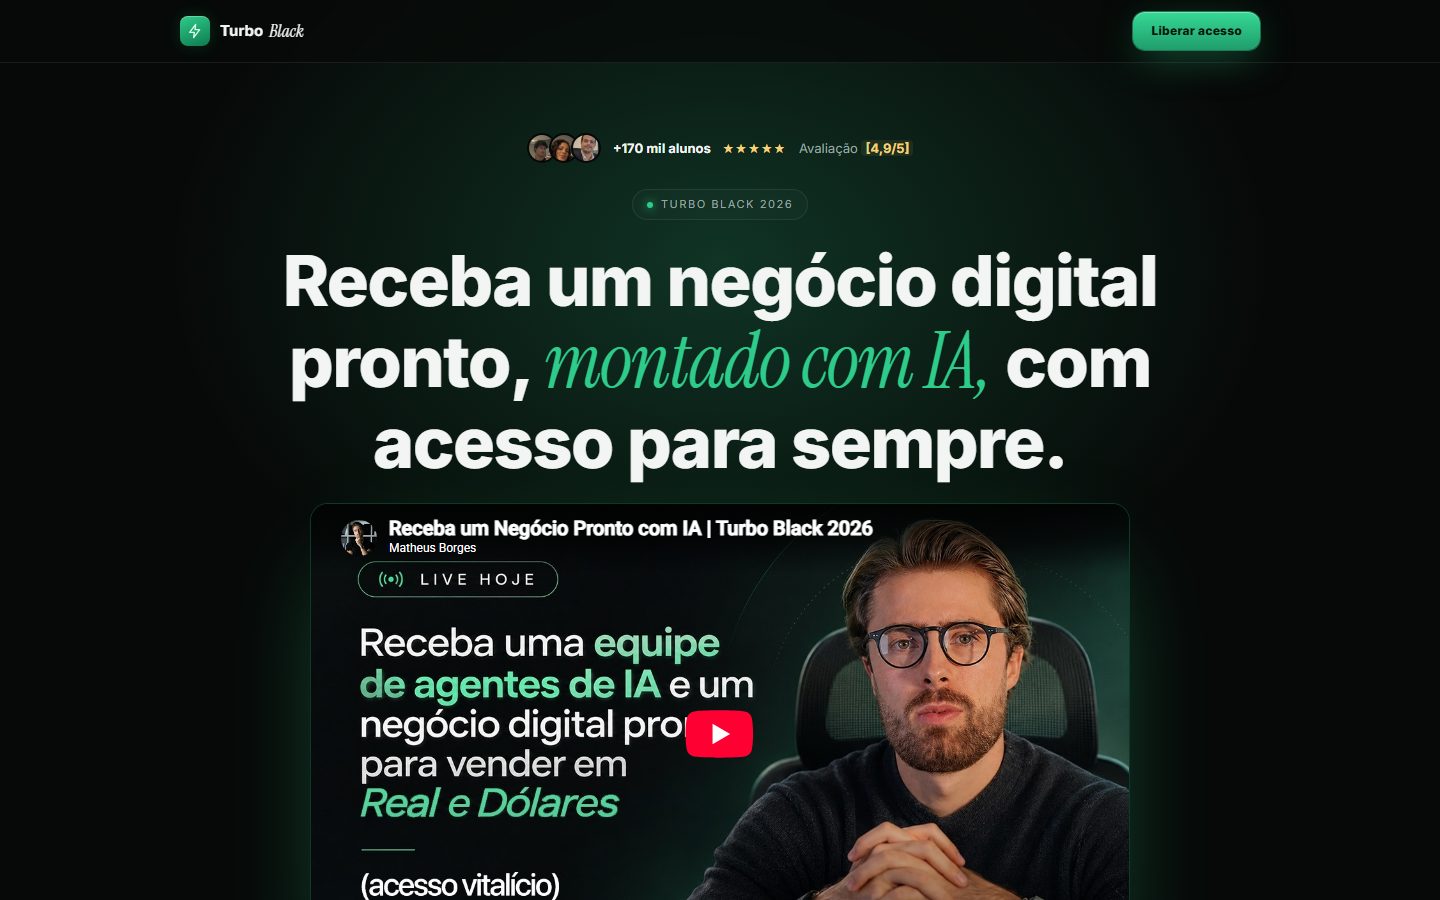 Turbo Black
Liberar acesso
+170 mil alunos ★★★★★ Avaliação [4,9/5]
TURBO BLACK 2026
Receba um negócio digital
pronto, montado com IA, com
acesso para sempre.
Receba um Negócio Pronto com IA | Turbo Black 2026
Matheus Borges
LIVE HOJE
Receba uma equipe
de agentes de IA e um
negócio digital pron
para vender em
Real e Dólares
(acesso vitalício)